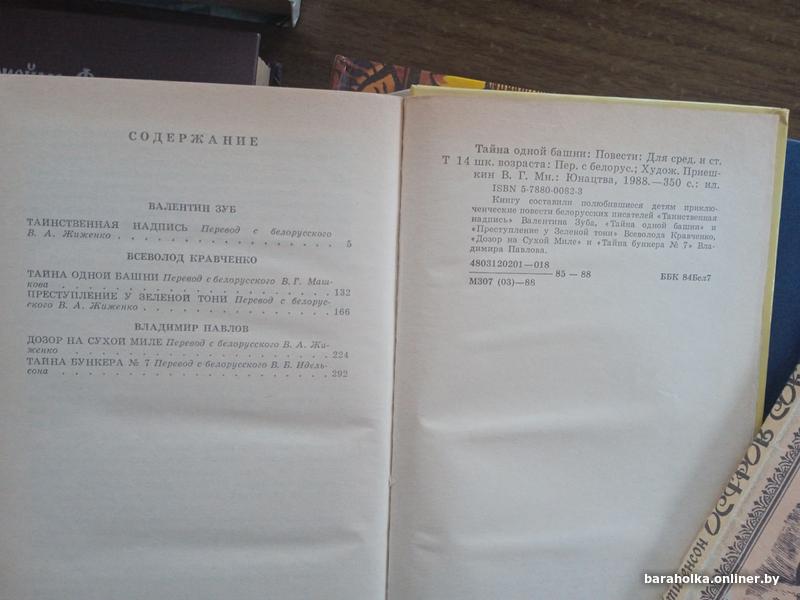 СОДЕРЖАНИЕ
ВАЛЕНТИН ЗУБ
ТАИНСТВЕННАЯ НАДПИСЬ Перевод с белорусского
В. А. Жиженко . . . . . . . . . . . . . . . . 5
ВСЕВОЛОД КРАВЧЕНКО
ТАЙНА ОДНОЙ БАШНИ Перевод с белорусского В. Г. Маш-
кова . . . . . . . . . . . . . . . . . . . 132
ПРЕСТУПЛЕНИЕ У ЗЕЛЕНОЙ ТОНИ Перевод с белорус-
ского В. А. Жиженко . . . . . . . . . . . . . 166
ВЛАДИМИР ПАВЛОВ
ДОЗОР НА СУХОЙ МИЛЕ Перевод с белорусского В. А. Жи-
женко . . . . . . . . . . . . . . . . . . 224
ТАЙНА БУНКЕРА № 7 Перевод с белорусского В. Б. Идель-
сона . . . . . . . . . . . . . . . . . . . 292
Тайна одной башни: Повести: Для сред. и ст.
Т 14 шк. возраста: Пер. с белорус.; Худож. Приеш-
кин В. Г. Мн.: Юнацтва, 1988.—350 с.: ил.
ISBN 5-7880-0082-3
Книгу составили полюбившиеся детям приклю-
ченческие повести белорусских писателей «Таинственная
надпись» Валентина Зуба, «Тайна одной башни» и
«Преступление у Зеленой тони» Всеволода Кравченко,
«Дозор на Сухой Миле» и «Тайна бункера № 7» Вла-
димира Павлова.
4803120201—018
М307 (03)—88
85—88
ББК 84Бел7
ОСТРОВ СОК
baraholka.onliner.by